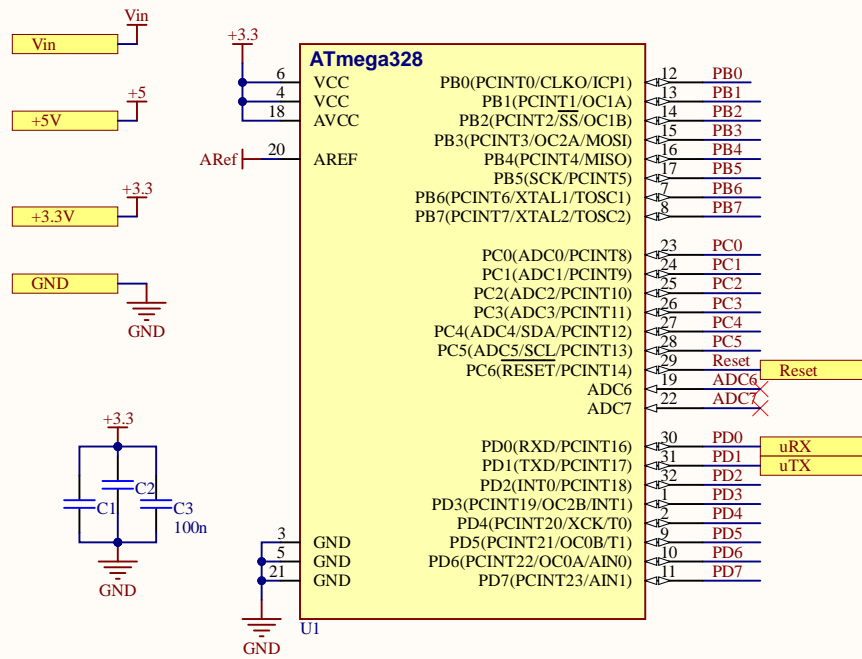 Vin
Vin
+5
+5V
+3.3
+3.3V
GND
GND
+3.3
C1
C2
C3
100n
GND
+3.3
ATmega328
6 VCC
4 VCC
18 AVCC
ARef 20 AREF
3 GND
5 GND
21 GND
GND
U1
PB0(PCINT0/CLKO/ICP1) 12 PB0
PB1(PCINT1/OC1A) 13 PB1
PB2(PCINT2/SS/OC1B) 14 PB2
PB3(PCINT3/OC2A/MOSI) 15 PB3
PB4(PCINT4/MISO) 16 PB4
PB5(SCK/PCINT5) 17 PB5
PB6(PCINT6/XTAL1/TOSC1) 7 PB6
PB7(PCINT7/XTAL2/TOSC2) 8 PB7
PC0(ADC0/PCINT8) 23 PC0
PC1(ADC1/PCINT9) 24 PC1
PC2(ADC2/PCINT10) 25 PC2
PC3(ADC3/PCINT11) 26 PC3
PC4(ADC4/SDA/PCINT12) 27 PC4
PC5(ADC5/SCL/PCINT13) 28 PC5
PC6(RESET/PCINT14) 29 Reset Reset
ADC6 19 ADC6
ADC7 22 ADC7
PD0(RXD/PCINT16) 30 PD0 uRX
PD1(TXD/PCINT17) 31 PD1 uTX
PD2(INT0/PCINT18) 32 PD2
PD3(PCINT19/OC2B/INT1) 1 PD3
PD4(PCINT20/XCK/T0) 2 PD4
PD5(PCINT21/OC0B/T1) 9 PD5
PD6(PCINT22/OC0A/AIN0) 10 PD6
PD7(PCINT23/AIN1) 11 PD7